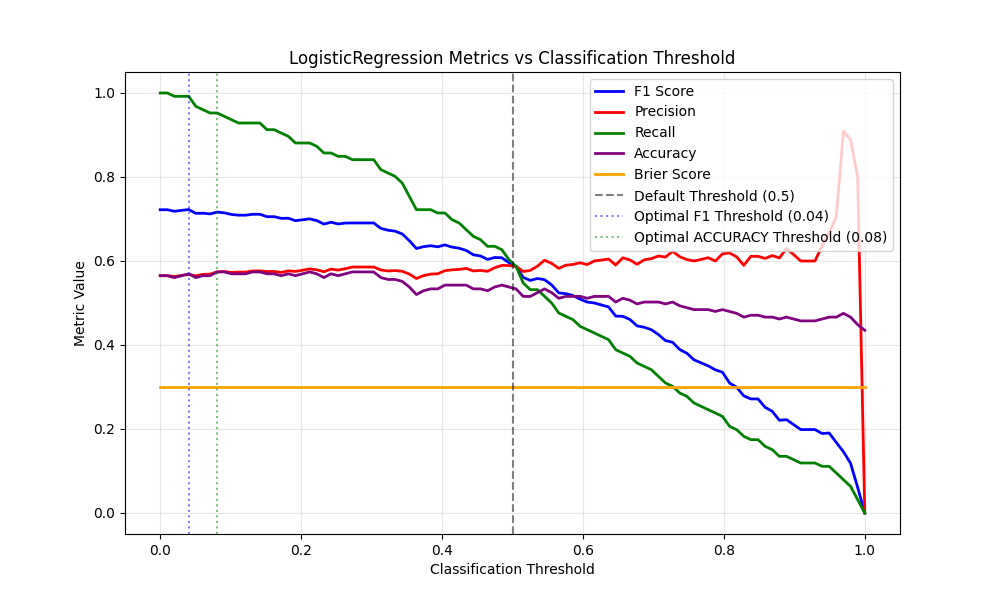 LogisticRegression Metrics vs Classification Threshold
Metric Value
1.0
0.8
0.6
0.4
0.2
0.0
F1 Score
Precision
Recall
Accuracy
Brier Score
Default Threshold (0.5)
Optimal F1 Threshold (0.04)
Optimal ACCURACY Threshold (0.08)
0.0 0.2 0.4 0.6 0.8 1.0
Classification Threshold